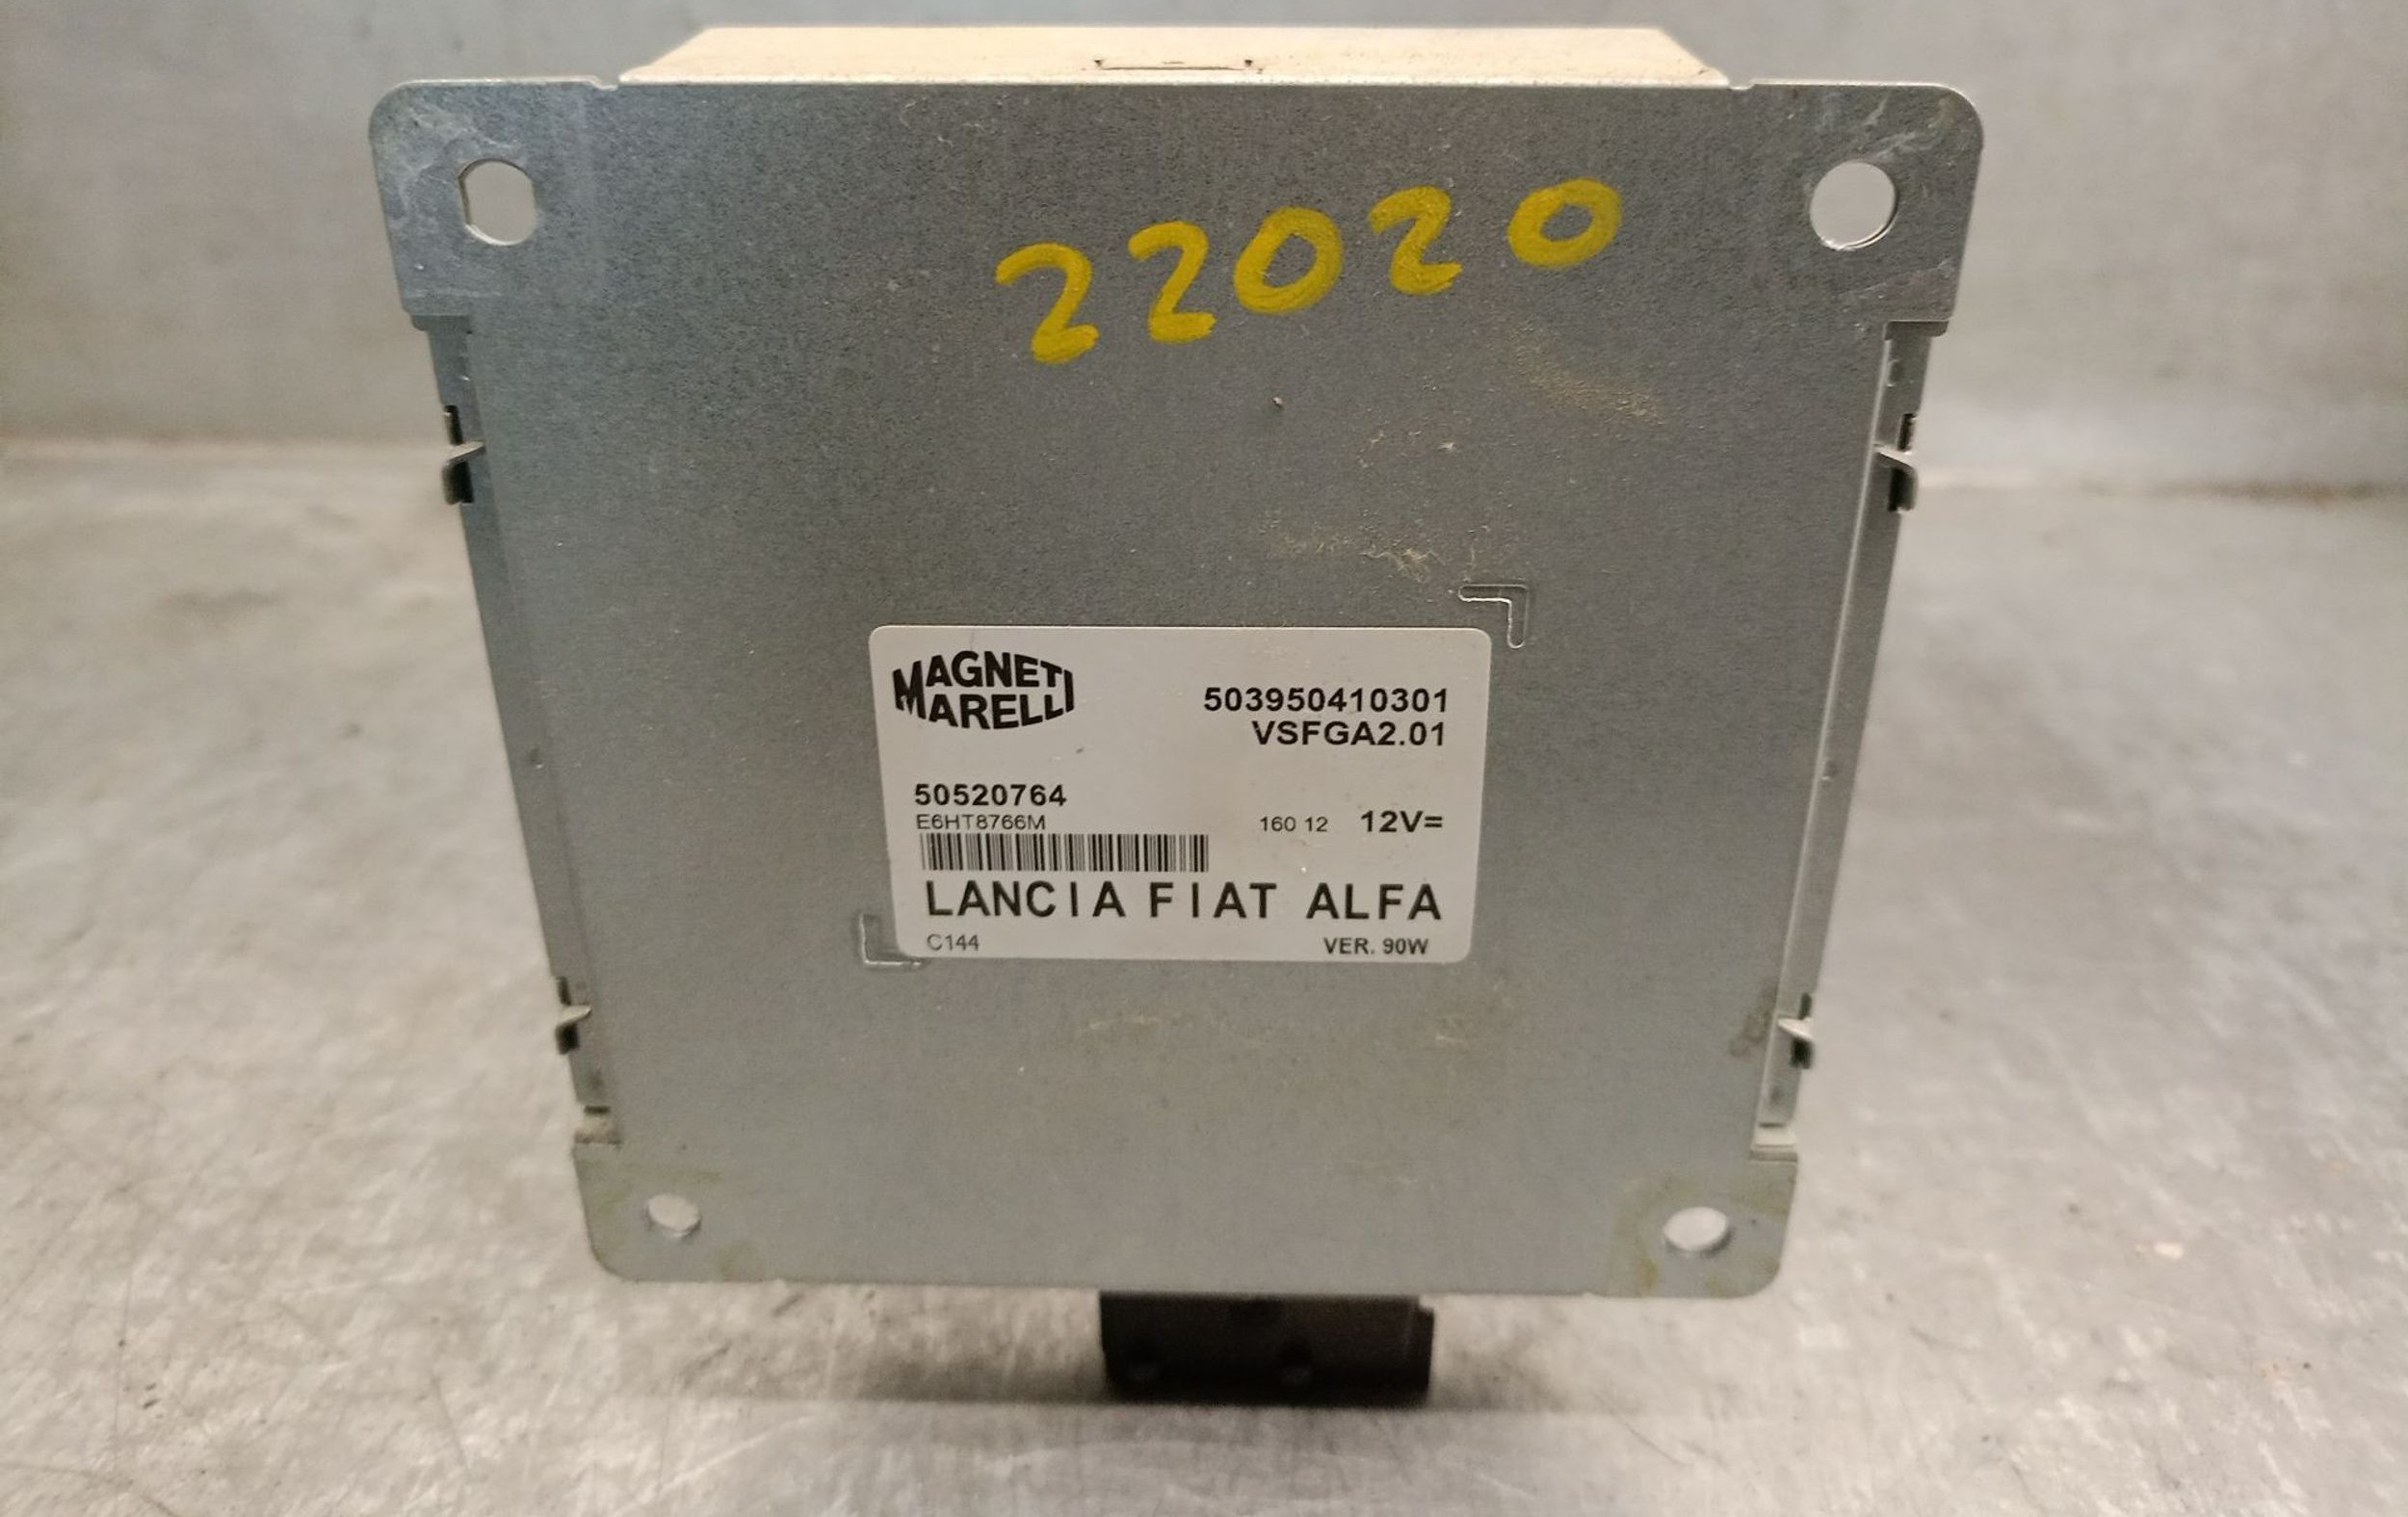 22020
MAGNETI
MARELLI
503950410301
VSFGA2.01
50520764
E6HT8766M
160 12 12V=
LANCIA FIAT ALFA
C144 VER. 90W